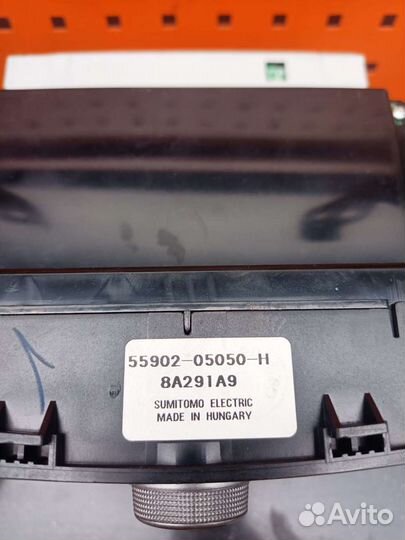 55902-05050-H
8A291A9
SUMITOMO ELECTRIC
MADE IN HUNGARY
Avito